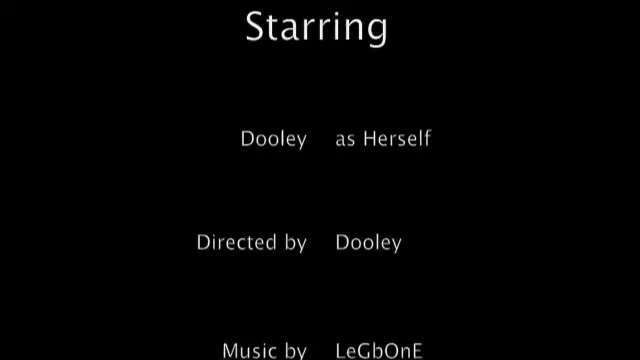 Starring
Dooley as Herself
Directed by Dooley
Music by LeGbOnE